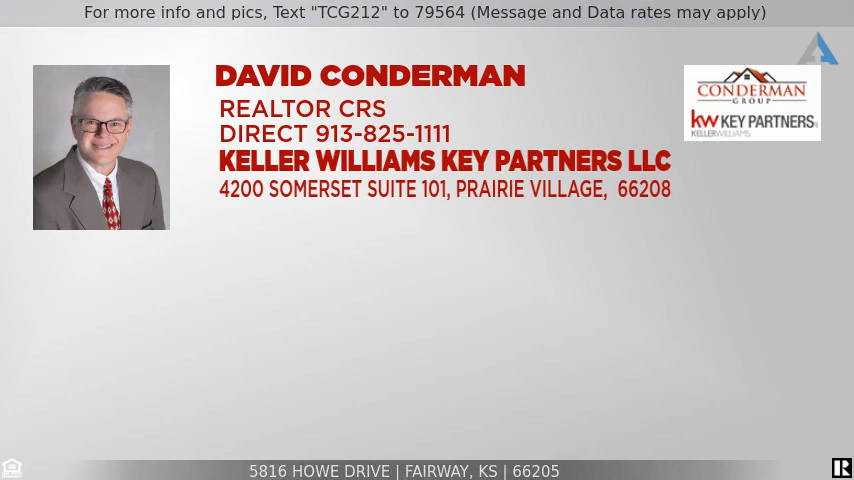 For more info and pics, Text "TCG212" to 79564 (Message and Data rates may apply)
DAVID CONDERMAN
REALTOR CRS
DIRECT 913-825-1111
KELLER WILLIAMS KEY PARTNERS LLC
4200 SOMERSET SUITE 101, PRAIRIE VILLAGE, 66208
CONDERMAN
GROUP
kw KEY PARTNERS
KELLERWILLIAMS.
5816 HOWE DRIVE | FAIRWAY, KS | 66205